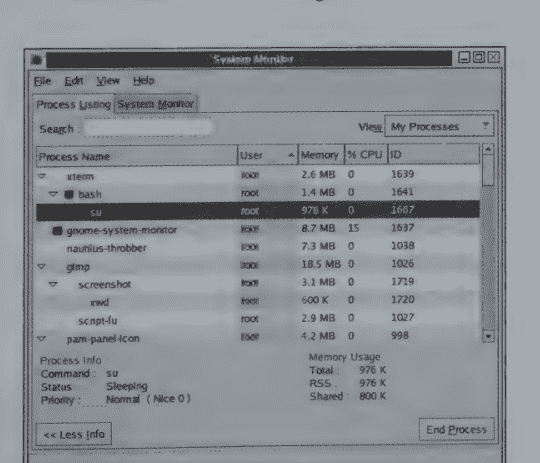 System Monitor
File Edit View Help
Process Listing System Monitor
Search : View My Processes
Process Name User Memory % CPU ID
xterm root 2.6 MB 0 1639
bash root 1.4 MB 0 1641
su root 976 K 0 1667
gnome-system-monitor root 8.7 MB 15 1637
nautilus-throbber root 7.3 MB 0 1038
gimp root 18.5 MB 0 1026
screenshot root 3.1 MB 0 1719
xwd root 600 K 0 1720
script-fu root 2.9 MB 0 1027
pam-panel-icon root 4.2 MB 0 998
Process Info Memory Usage
Command : su Total : 976 K
Status Sleeping RSS . 976 K
Priority : Normal ( Nice 0 ) Shared : 800 K
<< Less Info End Process